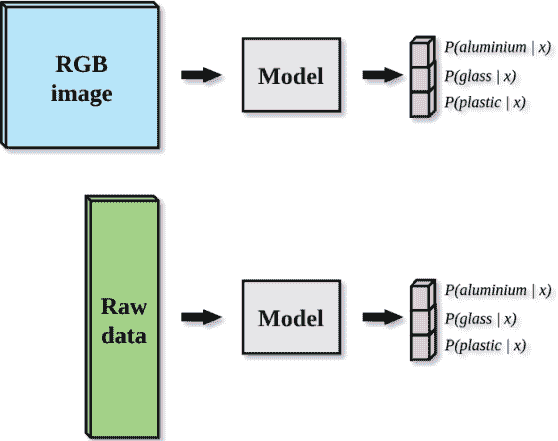 RGB
image
Model
P(aluminium | x)
P(glass | x)
P(plastic | x)
Raw
data
Model
P(aluminium | x)
P(glass | x)
P(plastic | x)